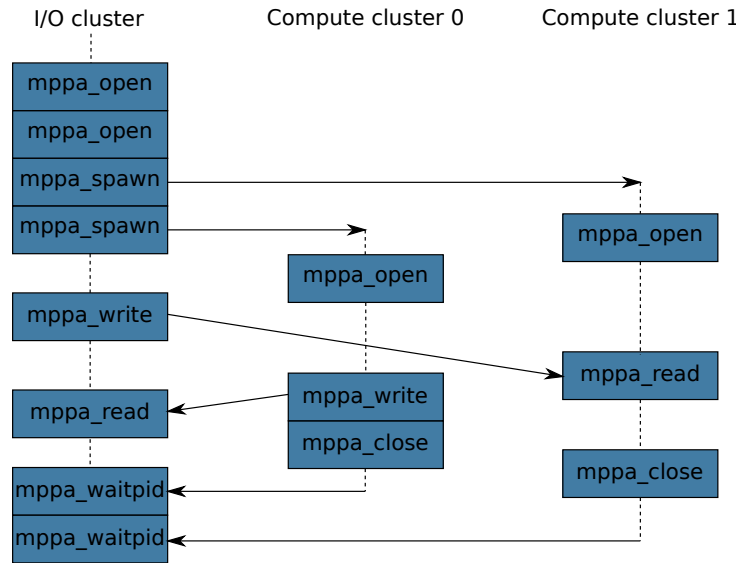 I/O cluster
Compute cluster 0
Compute cluster 1
mppa_open
mppa_open
mppa_spawn
mppa_spawn
mppa_open
mppa_open
mppa_write
mppa_read
mppa_write
mppa_read
mppa_close
mppa_close
mppa_waitpid
mppa_waitpid